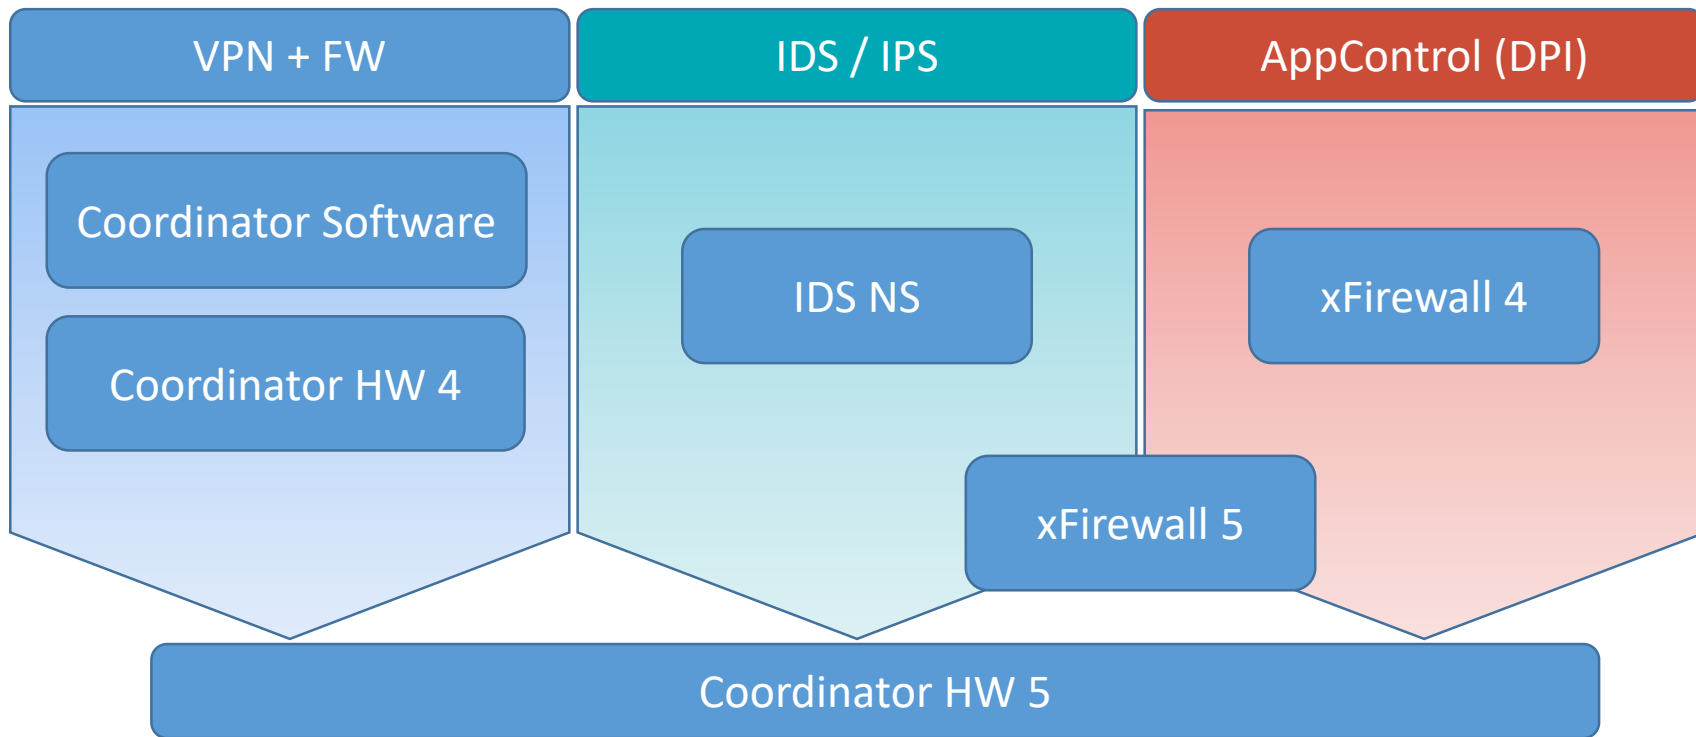 VPN + FW
IDS / IPS
AppControl (DPI)
Coordinator Software
IDS NS
xFirewall 4
Coordinator HW 4
xFirewall 5
Coordinator HW 5